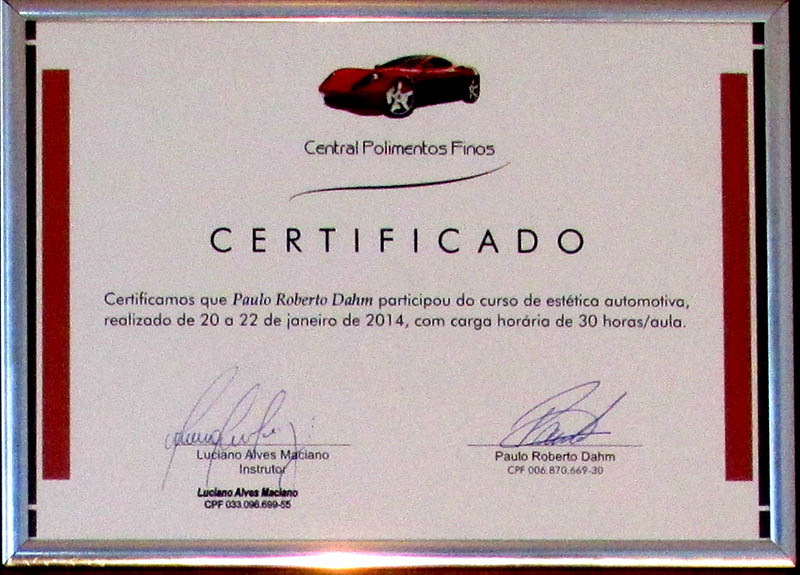 Central Polimentos Finos
CERTIFICADO
Certificamos que Paulo Roberto Dahm participou do curso de estética automotiva,
realizado de 20 a 22 de janeiro de 2014, com carga horária de 30 horas/aula.
Luciano Alves Maciano
Instrutor
Luciano Alves Maciano
CPF 033.096.699-55
Paulo Roberto Dahm
CPF 006.870.669-30